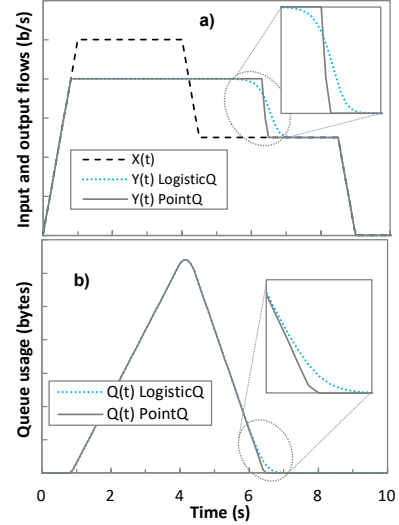 a)
Input and output flows (b/s)
X(t)
Y(t) LogisticQ
Y(t) PointQ
b)
Queue usage (bytes)
Q(t) LogisticQ
Q(t) PointQ
0 2 4 6 8 10
Time (s)